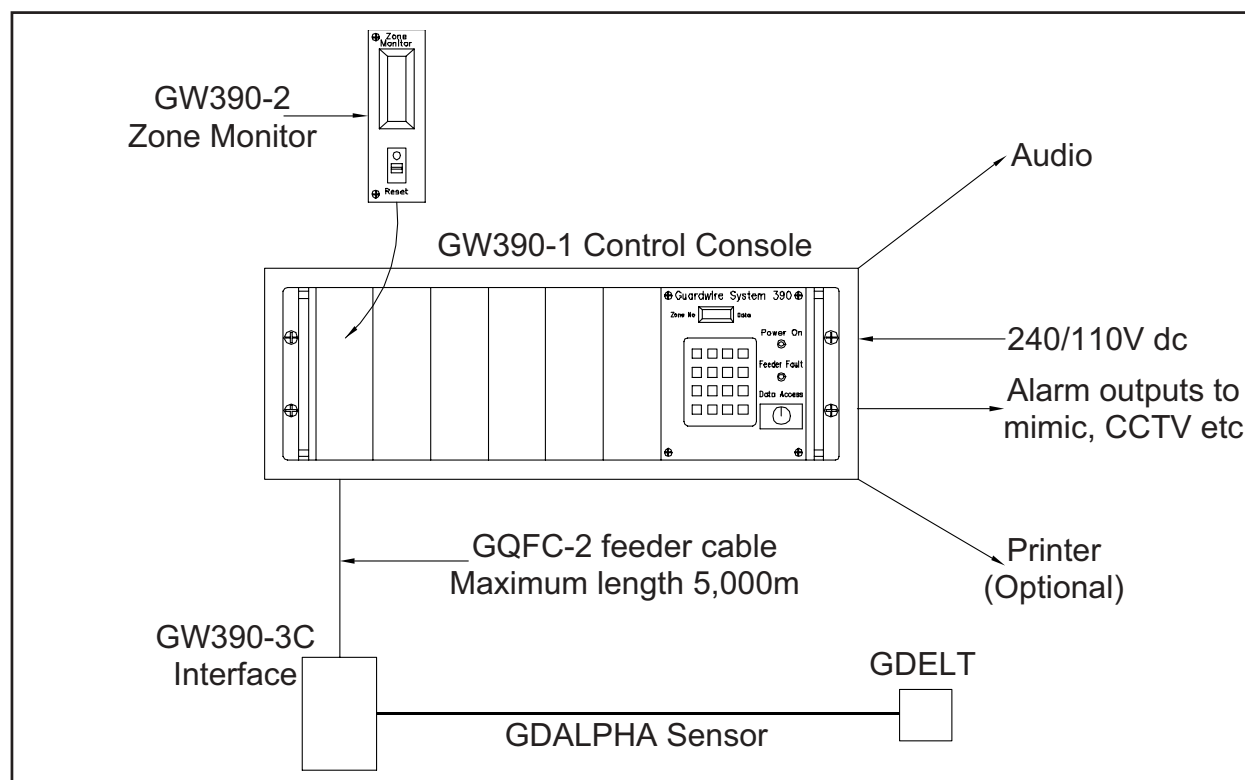 Zone
Monitor
GW390-2
Zone Monitor
Reset
Audio
GW390-1 Control Console
Guardwire System 390
Zone No
Data
Power On
240/110V dc
Feeder Fault
Data Access
Alarm outputs to
mimic, CCTV etc
GQFC-2 feeder cable
Maximum length 5,000m
Printer
(Optional)
GW390-3C
Interface
GDELT
GDALPHA Sensor